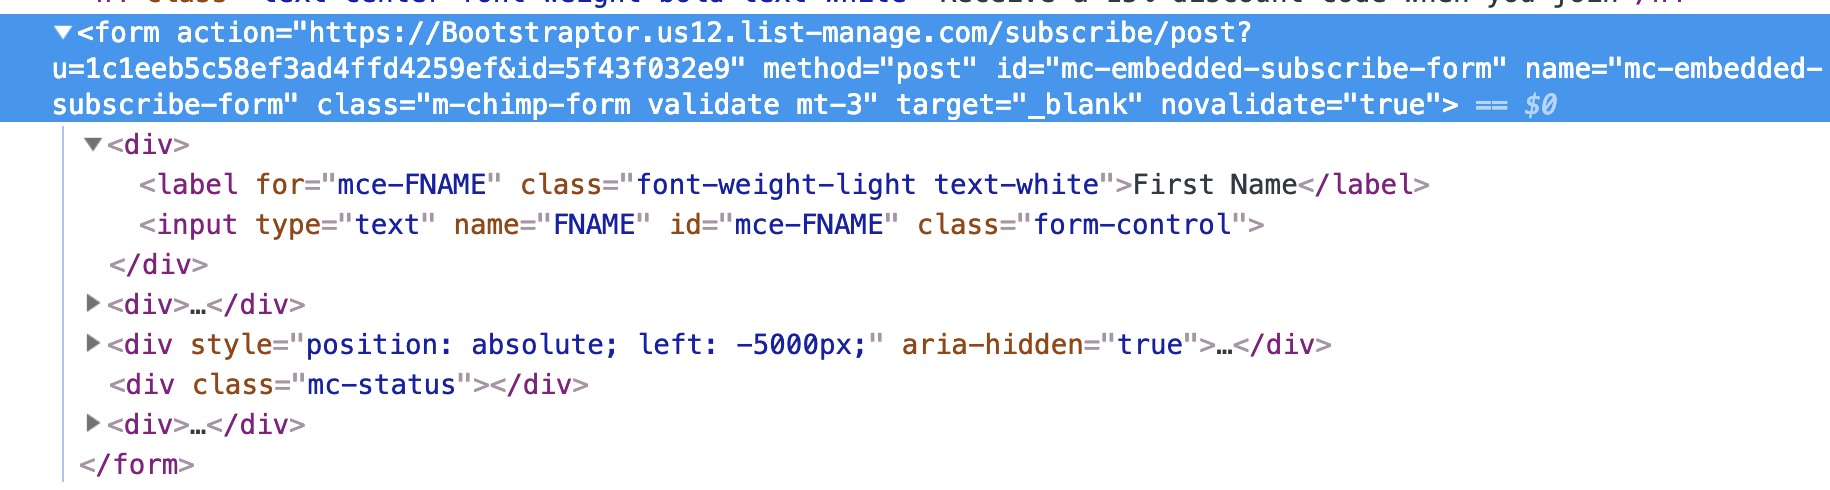 ▼<form action="https://Bootstraptor.us12.list-manage.com/subscribe/post?
u=1c1eeb5c58ef3ad4ffd4259ef&id=5f43f032e9" method="post" id="mc-embedded-subscribe-form" name="mc-embedded-
subscribe-form" class="m-chimp-form validate mt-3" target="_blank" novalidate="true"> == $0
▼<div>
<label for="mce-FNAME" class="font-weight-light text-white">First Name</label>
<input type="text" name="FNAME" id="mce-FNAME" class="form-control">
</div>
▶<div>…</div>
▶<div style="position: absolute; left: -5000px;" aria-hidden="true">…</div>
<div class="mc-status"></div>
▶<div>…</div>
</form>